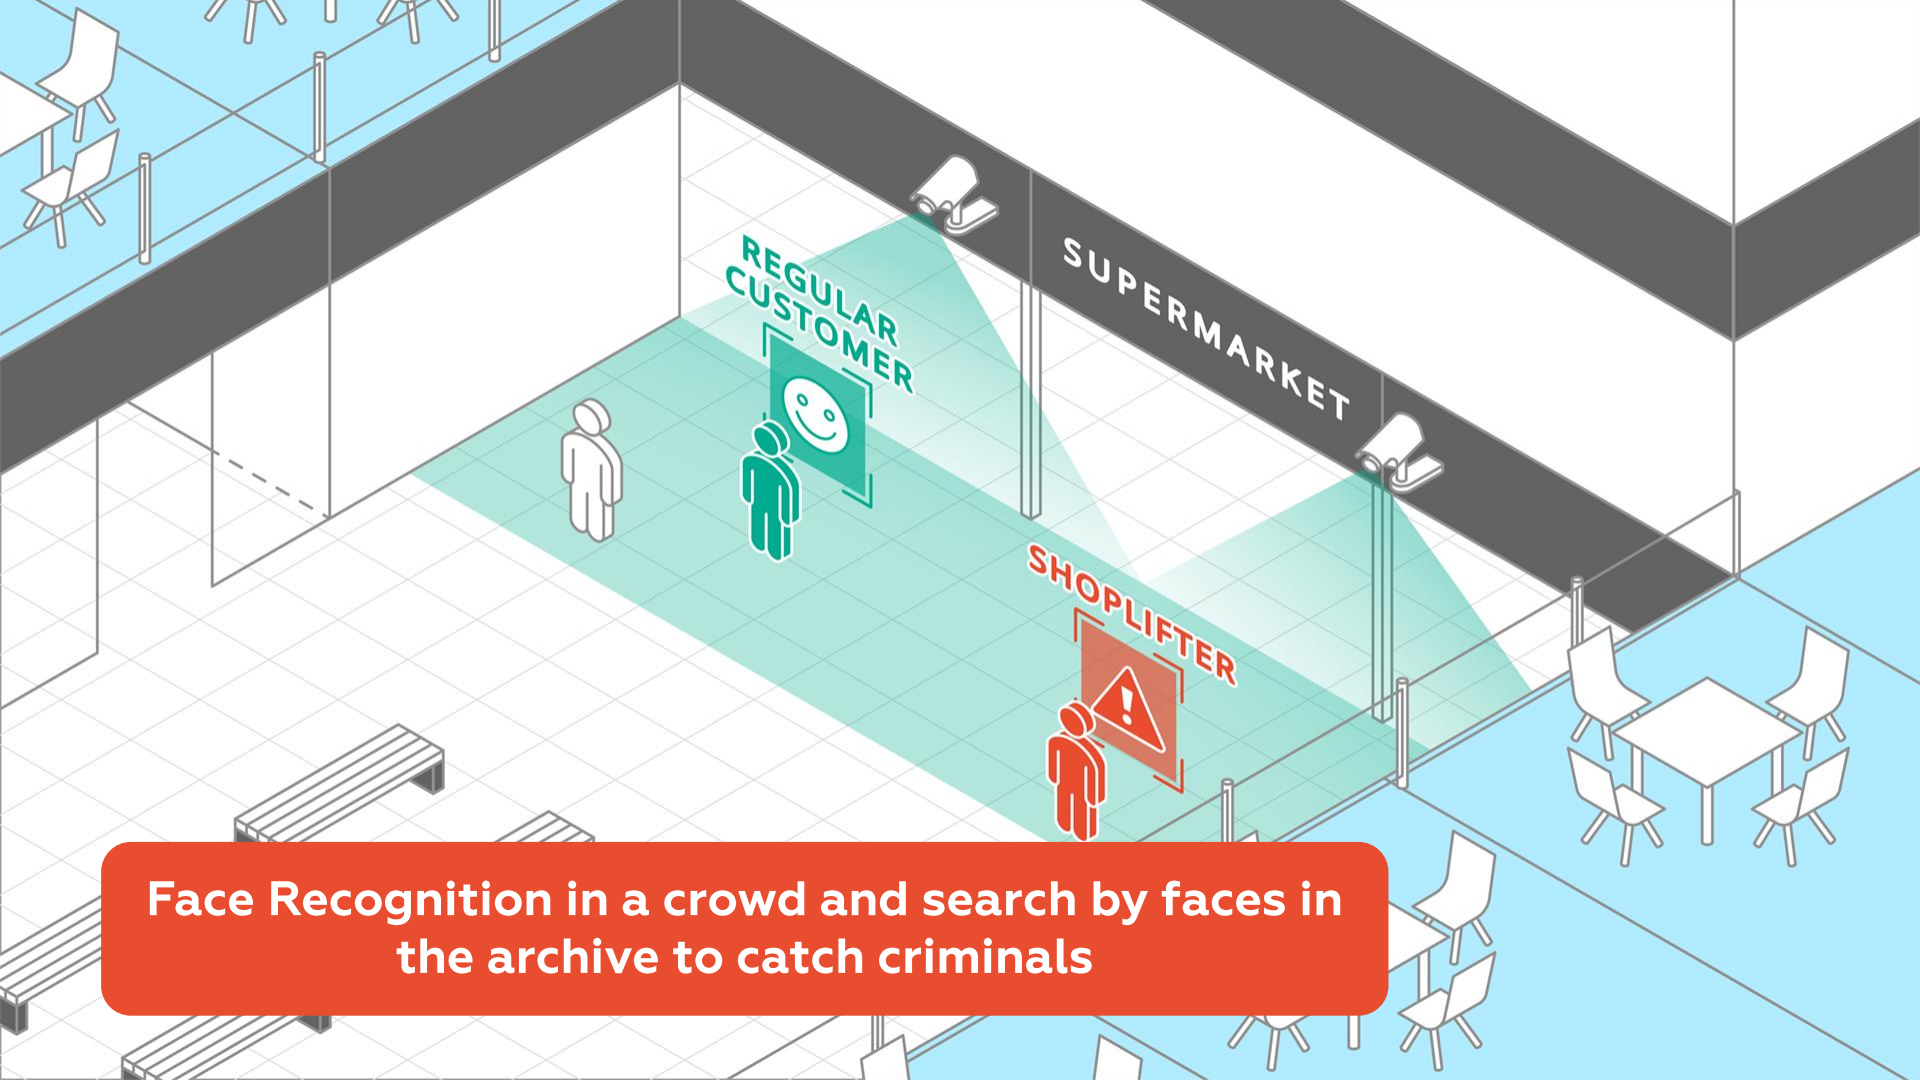 REGULAR
CUSTOMER
SUPERMARKET
SHOPLIFTER
Face Recognition in a crowd and search by faces in
the archive to catch criminals